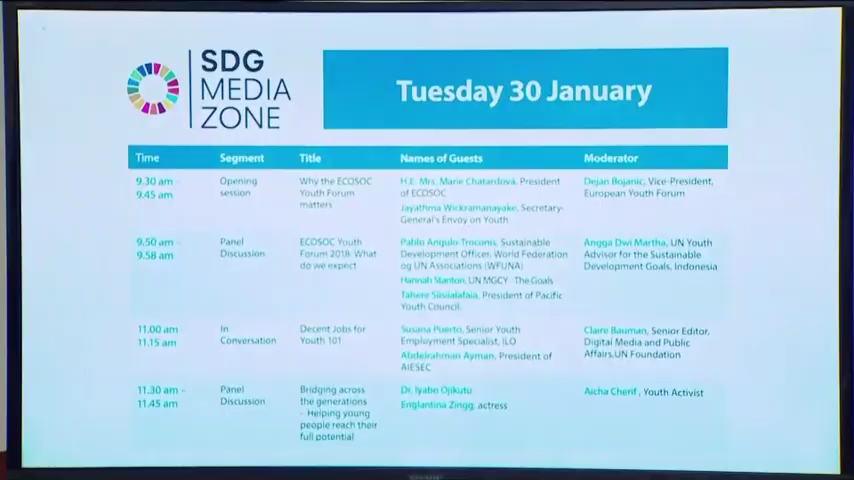 SDG
MEDIA
ZONE
Tuesday 30 January
Time Segment Title Names of Guests Moderator
9.30 am -
9.45 am
Opening
session
Why the ECOSOC
Youth Forum
matters
H.E. Mrs. Marie Chatardová, President
of ECOSOC
Jayathma Wickramanayake, Secretary-
General's Envoy on Youth
Dejan Bojanic, Vice-President,
European Youth Forum
9.50 am -
9.58 am
Panel
Discussion
ECOSOC Youth
Forum 2018: What
do we expect
Pablo Angulo Troconis, Sustainable
Development Officer, World Federation
og UN Associations (WFUNA)
Hannah Stanton, UN MGCY - The Goals
Tahere Siisialafaia, President of Pacific
Youth Council.
Angga Dwi Martha, UN Youth
Advisor for the Sustainable
Development Goals, Indonesia
11.00 am
11.15 am
In
Conversation
Decent Jobs for
Youth 101
Susana Puerto, Senior Youth
Employment Specialist, ILO
Abdelrahman Ayman, President of
AIESEC
Claire Bauman, Senior Editor,
Digital Media and Public
Affairs,UN Foundation
11.30 am -
11.45 am
Panel
Discussion
Bridging across
the generations
- Helping young
people reach their
full potential
Dr. Iyabo Ojikutu
Englantina Zingg, actress
Aicha Cherif , Youth Activist